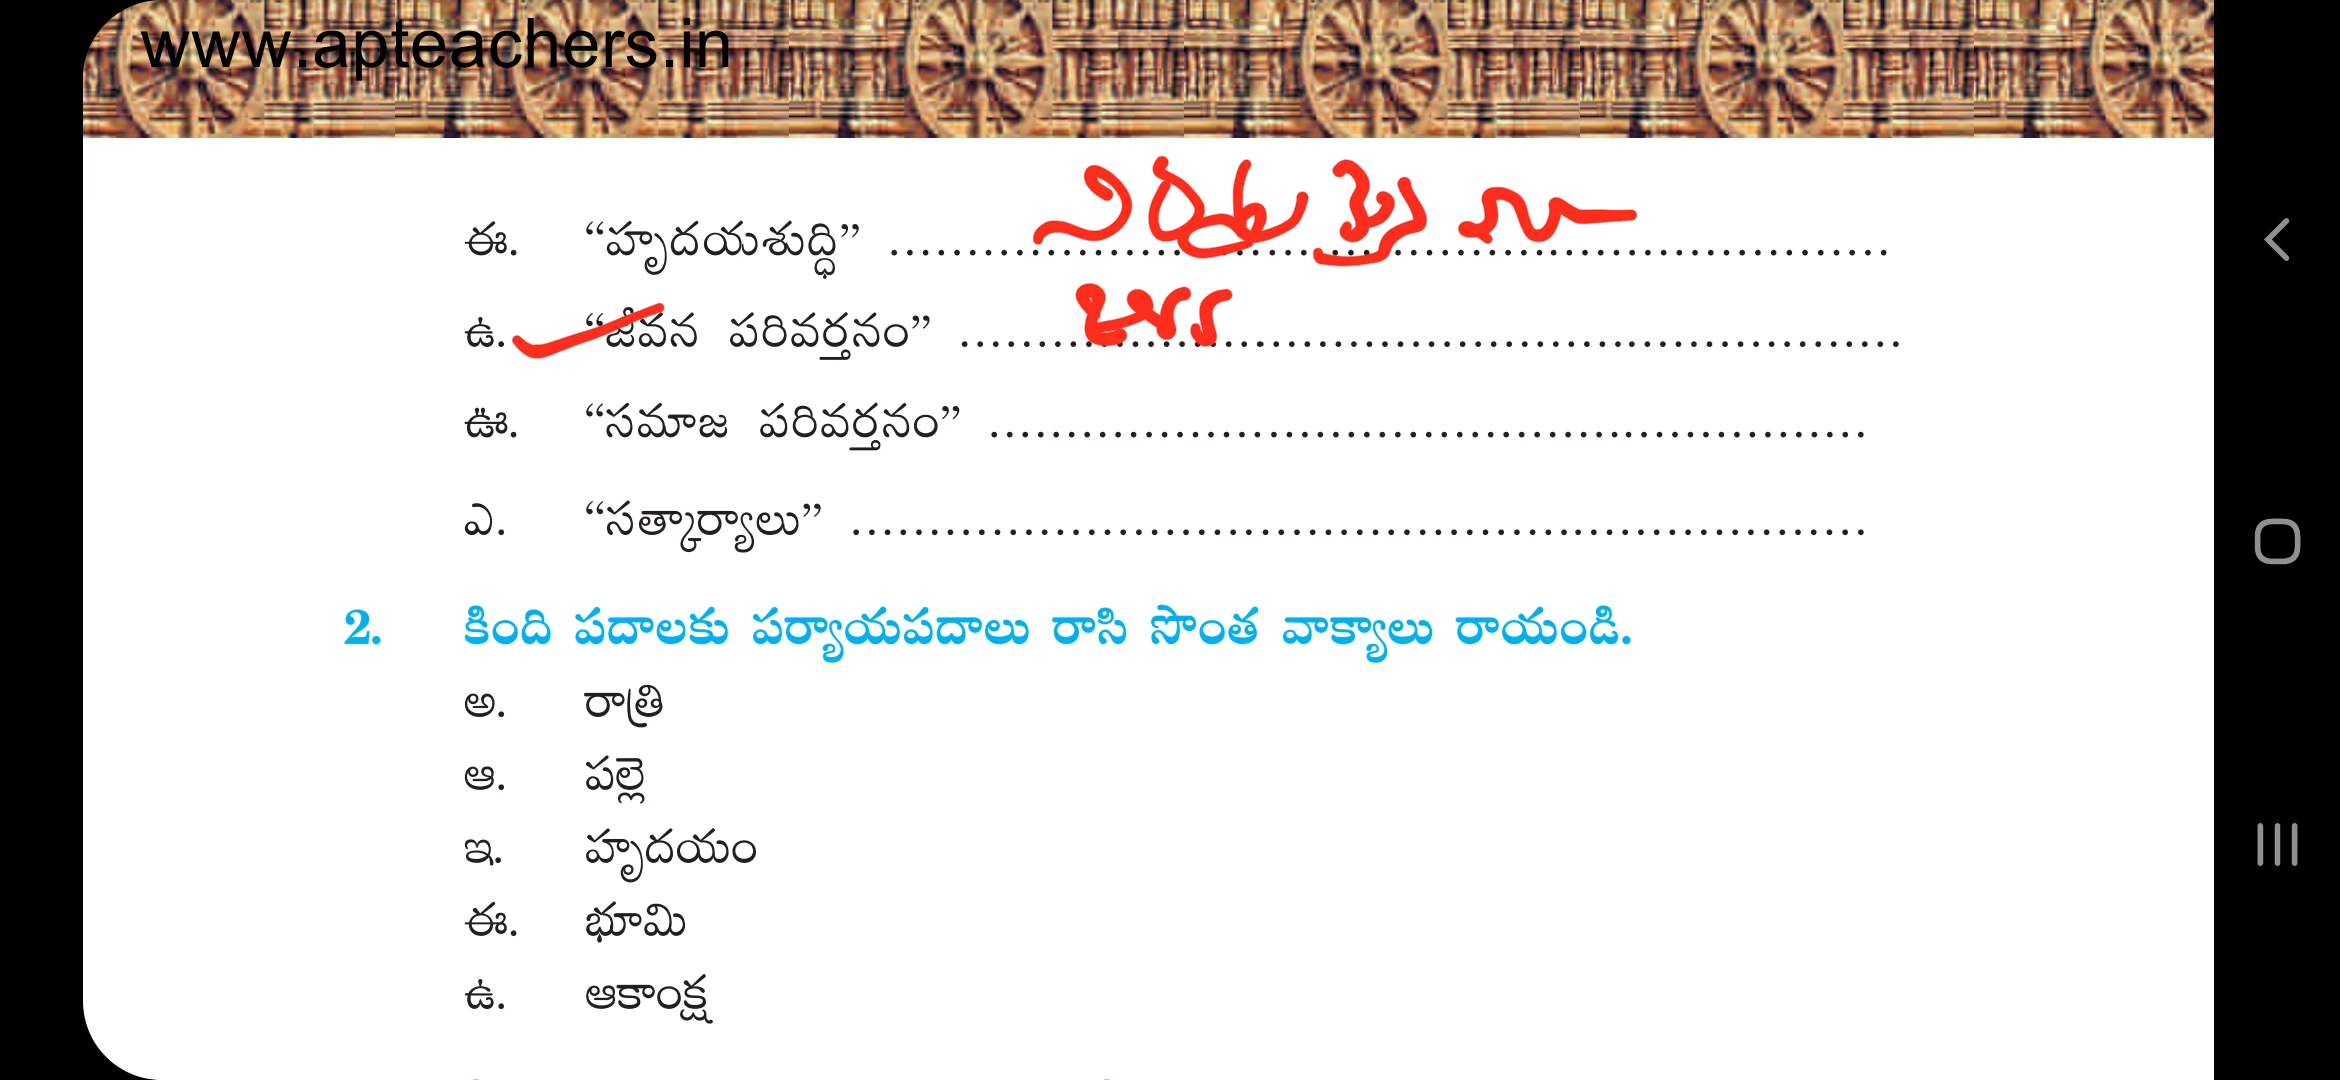 www.apteachers.in
ఈ. “హృదయశుద్ధి” ..............................................................
ఉ. “జీవన పరివర్తనం” ..............................................................
ఊ. “సమాజ పరివర్తనం” ..............................................................
ఎ. “సత్కార్యాలు” ..............................................................
2. కింది పదాలకు పర్యాయపదాలు రాసి సొంత వాక్యాలు రాయండి.
అ. రాత్రి
ఆ. పల్లె
ఇ. హృదయం
ఈ. భూమి
ఉ. ఆకాంక్ష